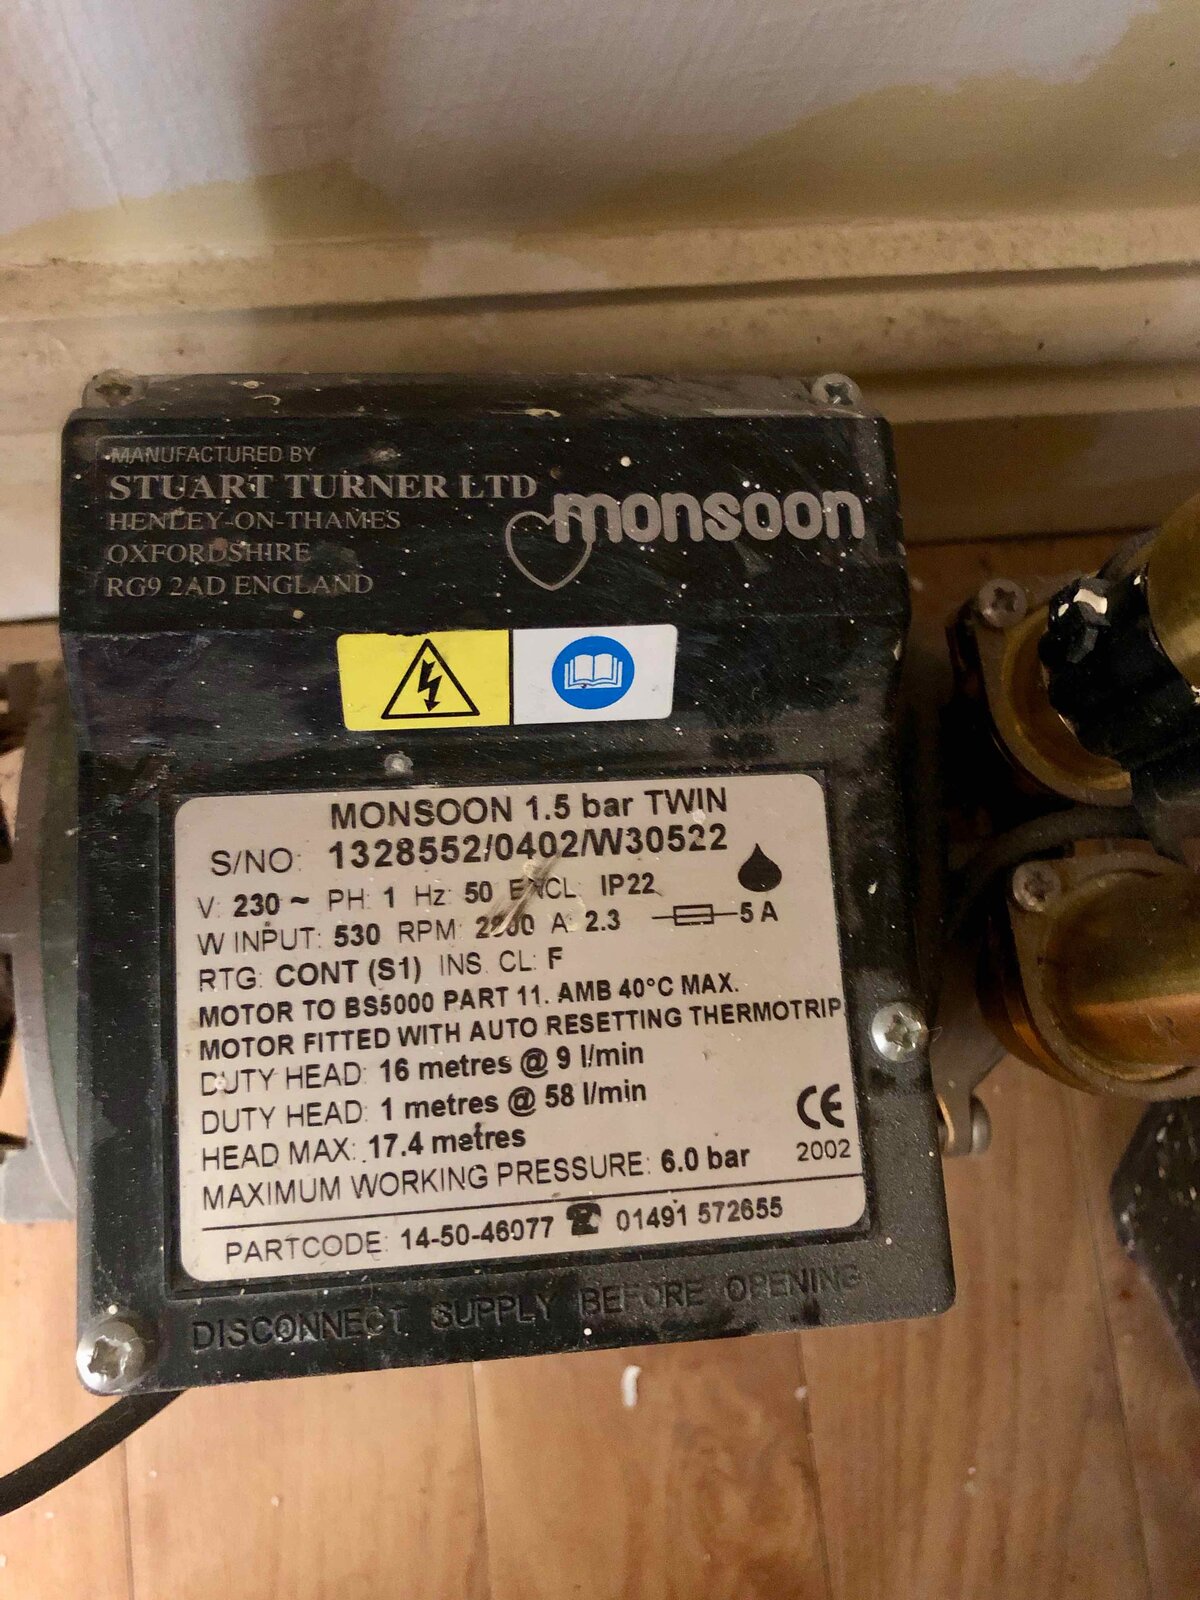 MANUFACTURED BY
STUART TURNER LTD
HENLEY-ON-THAMES
OXFORDSHIRE
RG9 2AD ENGLAND
monsoon
MONSOON 1.5 bar TWIN
S/NO: 1328552/0402/W30522
V: 230 ~ PH: 1 Hz: 50 ENCL: IP22
W INPUT: 530 RPM: A: 2.3 5 A
RTG: CONT (S1) INS. CL: F
MOTOR TO BS5000 PART 11. AMB 40°C MAX.
MOTOR FITTED WITH AUTO RESETTING THERMOTRIP
DUTY HEAD: 16 metres @ 9 l/min
DUTY HEAD: 1 metres @ 58 l/min
HEAD MAX: 17.4 metres
MAXIMUM WORKING PRESSURE: 6.0 bar
CE
2002
PARTCODE: 14-50-46077 01491 572655
DISCONNECT SUPPLY BEFORE OPENING